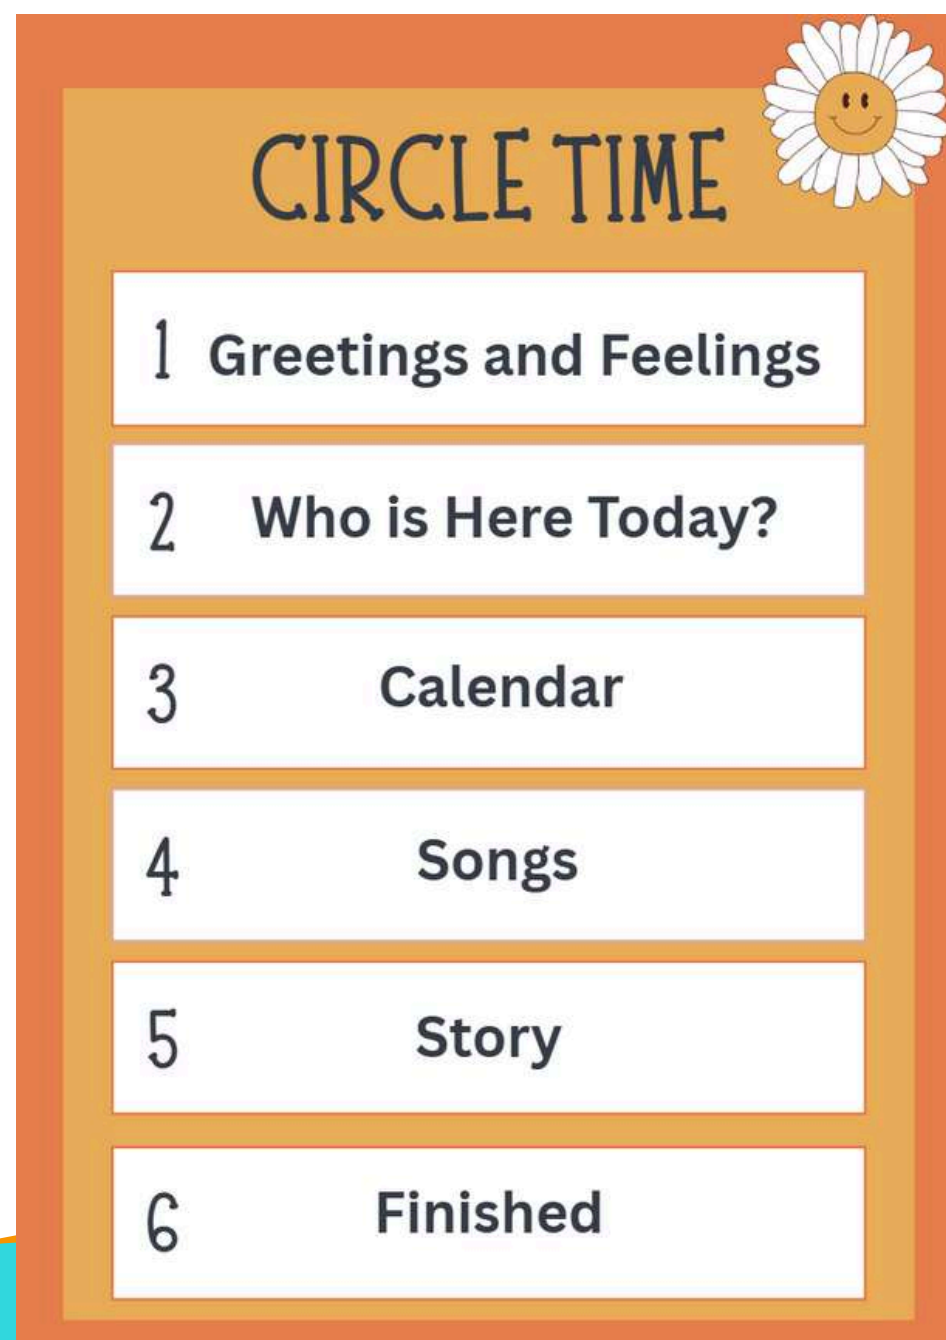 CIRCLE TIME
1 Greetings and Feelings
2 Who is Here Today?
3 Calendar
4 Songs
5 Story
6 Finished